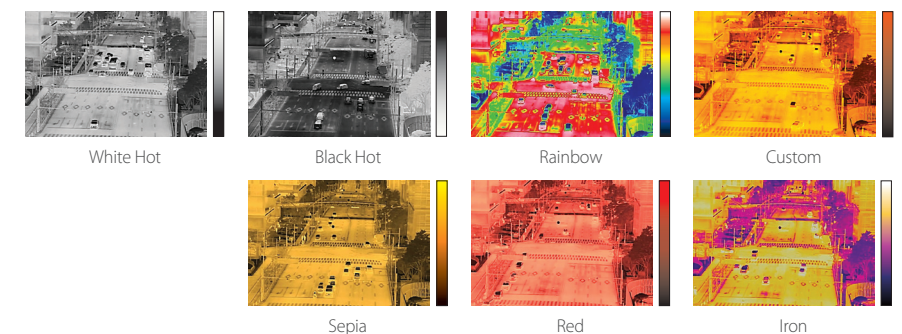 White Hot
Black Hot
Rainbow
Custom
Sepia
Red
Iron